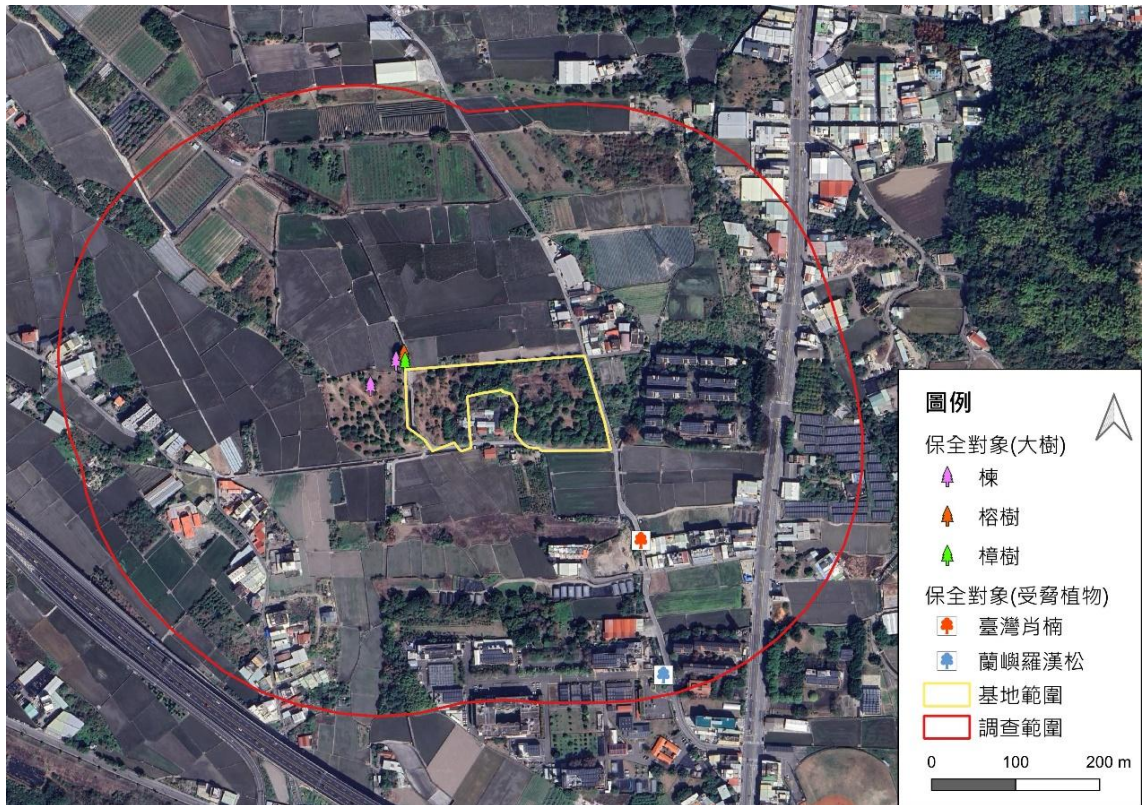 圖例
保全對象(大樹)
楝
榕樹
樟樹
保全對象(受脅植物)
臺灣肖楠
蘭嶼羅漢松
基地範圍
調查範圍
0 100 200 m